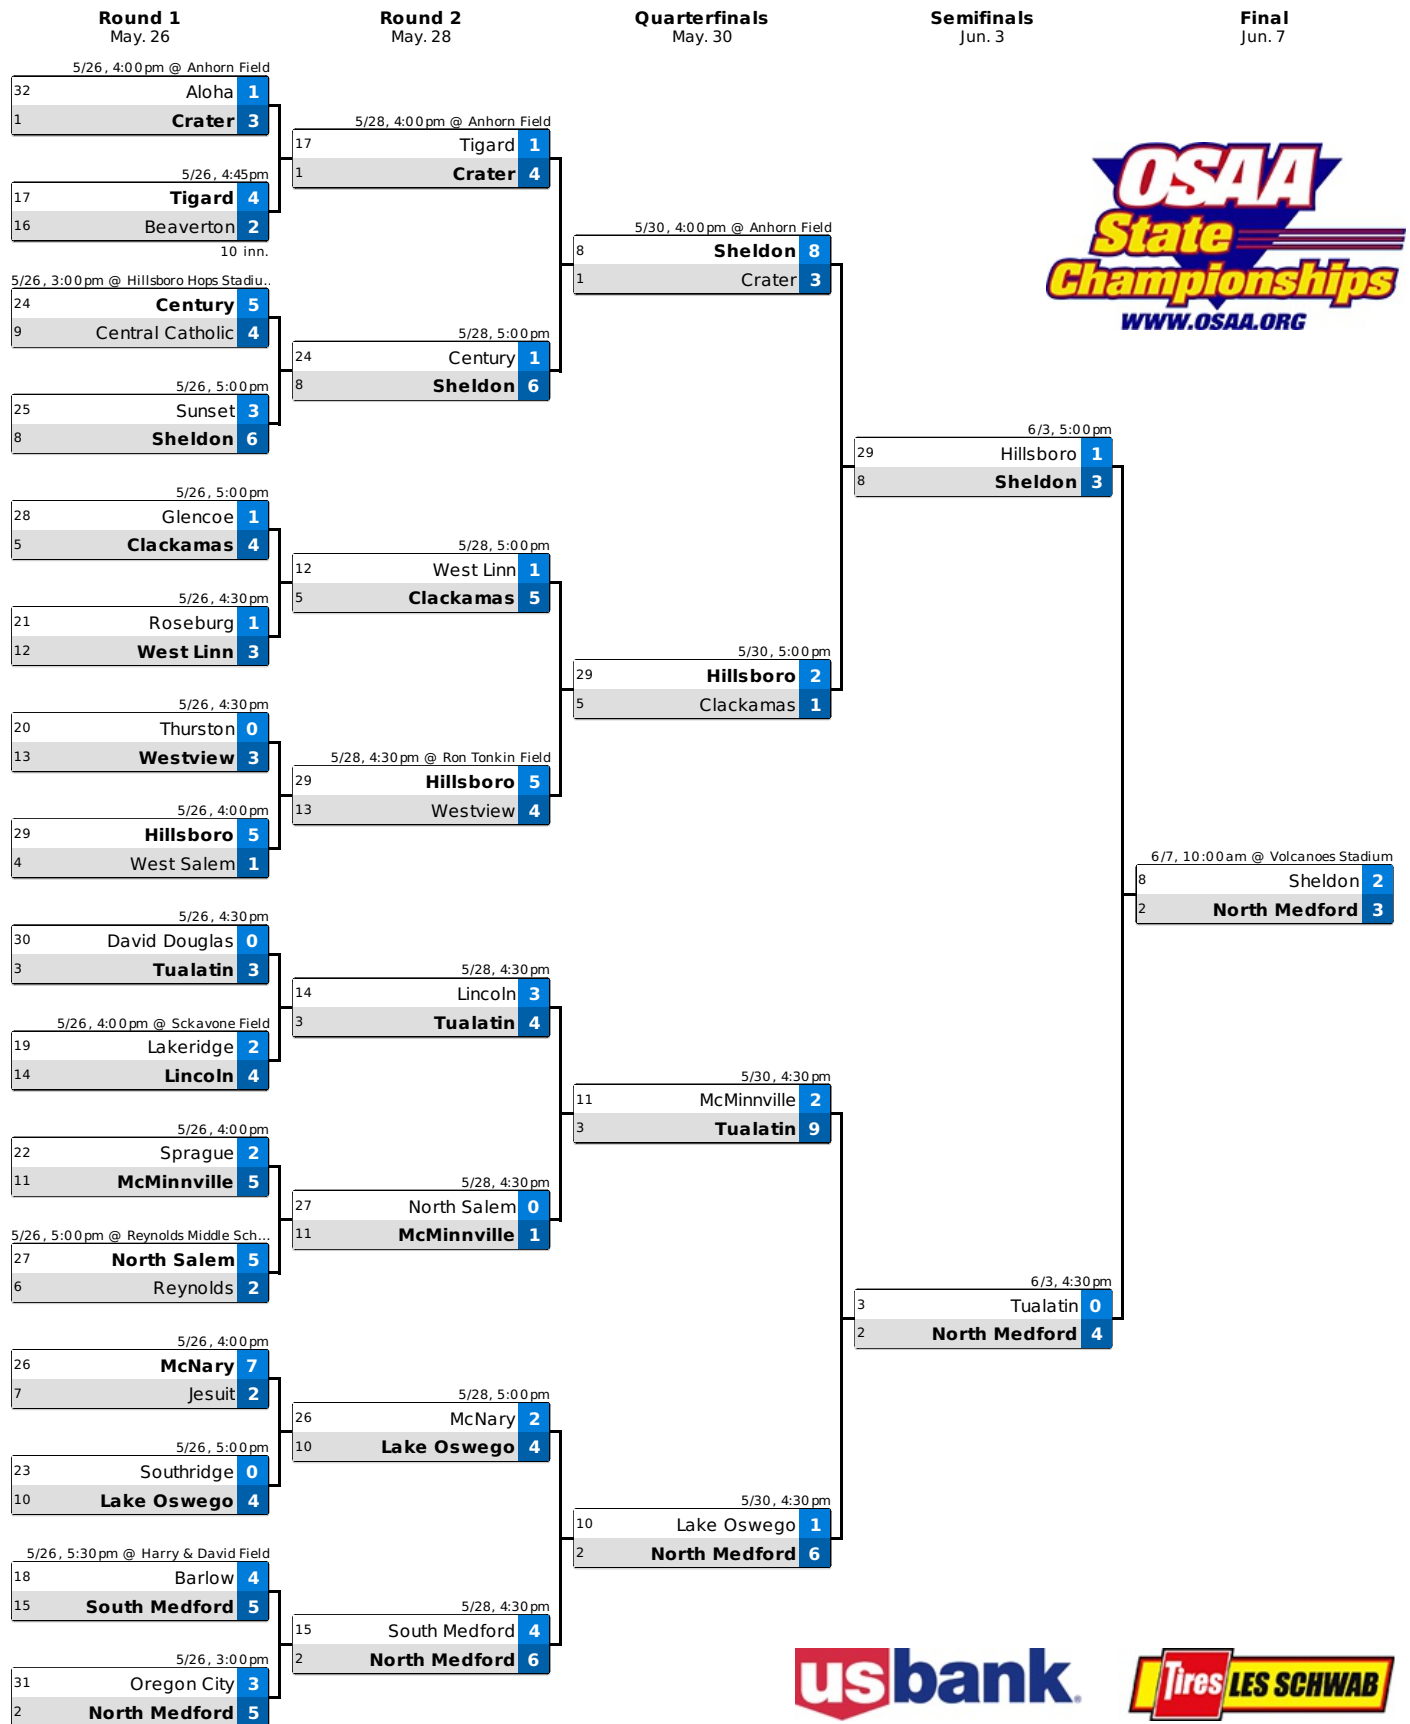 Round 1
May. 26
Round 2
May. 28
Quarterfinals
May. 30
Semifinals
Jun. 3
Final
Jun. 7
5/26, 4:00pm @ Anhorn Field
32 Aloha 1
1 Crater 3
5/26, 4:45pm
17 Tigard 4
16 Beaverton 2
10 inn.
5/26, 3:00pm @ Hillsboro Hops Stadiu..
24 Century 5
9 Central Catholic 4
5/26, 5:00pm
25 Sunset 3
8 Sheldon 6
5/26, 5:00pm
28 Glencoe 1
5 Clackamas 4
5/26, 4:30pm
21 Roseburg 1
12 West Linn 3
5/26, 4:30pm
20 Thurston 0
13 Westview 3
5/26, 4:00pm
29 Hillsboro 5
4 West Salem 1
5/26, 4:30pm
30 David Douglas 0
3 Tualatin 3
5/26, 4:00pm @ Sckavone Field
19 Lakeridge 2
14 Lincoln 4
5/26, 4:00pm
22 Sprague 2
11 McMinnville 5
5/26, 5:00pm @ Reynolds Middle Sch...
27 North Salem 5
6 Reynolds 2
5/26, 4:00pm
26 McNary 7
7 Jesuit 2
5/26, 5:00pm
23 Southridge 0
10 Lake Oswego 4
5/26, 5:30pm @ Harry & David Field
18 Barlow 4
15 South Medford 5
5/26, 3:00pm
31 Oregon City 3
2 North Medford 5
5/28, 4:00pm @ Anhorn Field
17 Tigard 1
1 Crater 4
5/28, 5:00pm
24 Century 1
8 Sheldon 6
5/28, 5:00pm
12 West Linn 1
5 Clackamas 5
5/28, 4:30pm @ Ron Tonkin Field
29 Hillsboro 5
13 Westview 4
5/28, 4:30pm
14 Lincoln 3
3 Tualatin 4
5/28, 4:30pm
27 North Salem 0
11 McMinnville 1
5/28, 5:00pm
26 McNary 2
10 Lake Oswego 4
5/28, 4:30pm
15 South Medford 4
2 North Medford 6
5/30, 4:00pm @ Anhorn Field
8 Sheldon 8
1 Crater 3
5/30, 5:00pm
29 Hillsboro 2
5 Clackamas 1
5/30, 4:30pm
11 McMinnville 2
3 Tualatin 9
5/30, 4:30pm
10 Lake Oswego 1
2 North Medford 6
6/3, 5:00pm
29 Hillsboro 1
8 Sheldon 3
6/3, 4:30pm
3 Tualatin 0
2 North Medford 4
6/7, 10:00am @ Volcanoes Stadium
8 Sheldon 2
2 North Medford 3
OSAA
State
Championships
WWW.OSAA.ORG
usbank.
Tires LES SCHWAB